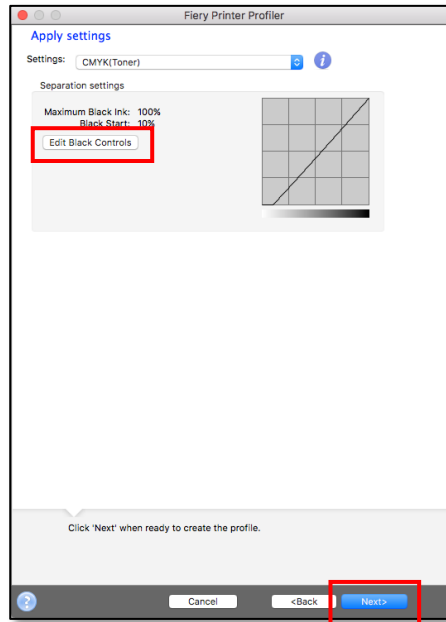 Fiery Printer Profiler
Apply settings
Settings: CMYK(Toner) i
Separation settings
Maximum Black Ink: 100%
Black Start: 10%
Edit Black Controls
Click 'Next' when ready to create the profile.
? Cancel <Back Next>